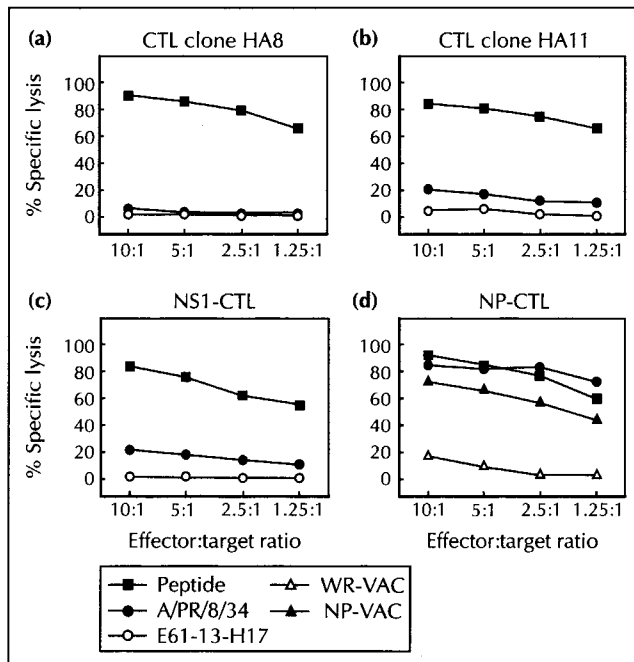 (a) CTL clone HA8
(b) CTL clone HA11
% Specific lysis
100
80
60
40
20
0
10:1 5:1 2.5:1 1.25:1
% Specific lysis
100
80
60
40
20
0
10:1 5:1 2.5:1 1.25:1
(c) NS1-CTL
(d) NP-CTL
% Specific lysis
100
80
60
40
20
0
10:1 5:1 2.5:1 1.25:1
Effector:target ratio
% Specific lysis
100
80
60
40
20
0
10:1 5:1 2.5:1 1.25:1
Effector:target ratio
Peptide
A/PR/8/34
E61-13-H17
WR-VAC
NP-VAC